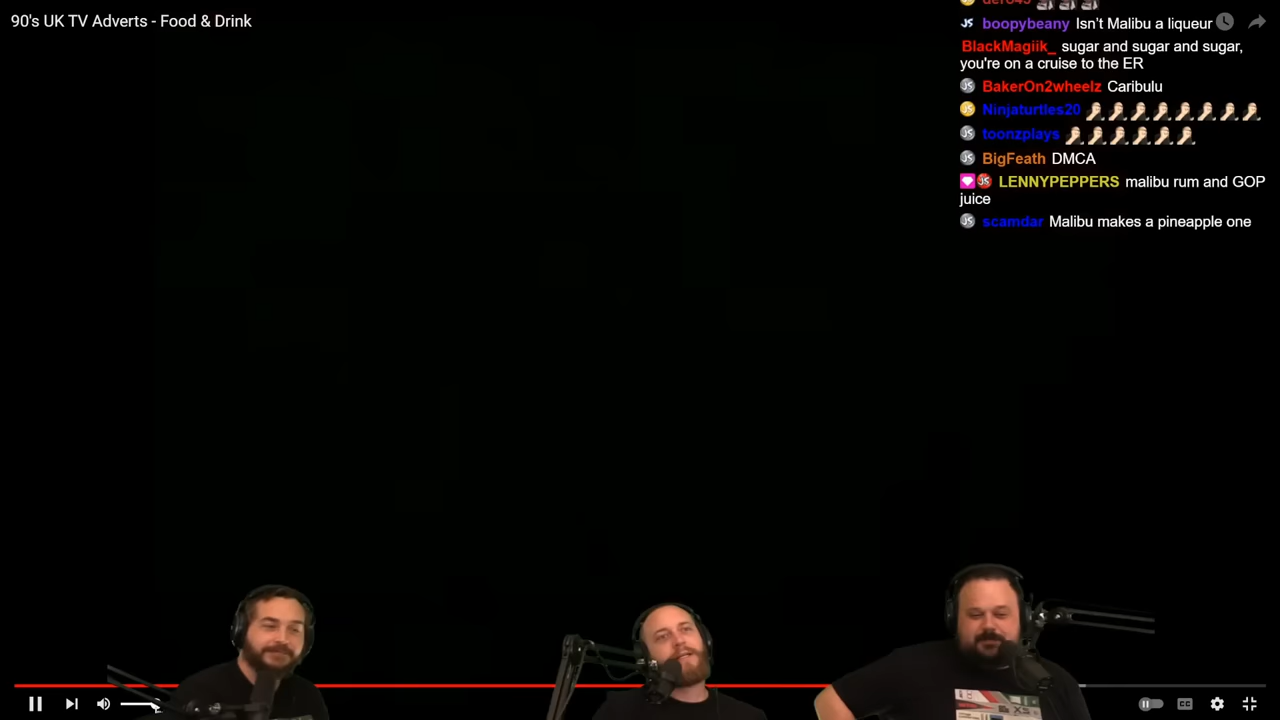 90's UK TV Adverts - Food & Drink
boopybeany Isn't Malibu a liqueur
BlackMagiik_ sugar and sugar and sugar,
you're on a cruise to the ER
BakerOn2wheelz Caribulu
Ninjaturtles20
toonzplays
BigFeath DMCA
LENNYPEPPERS malibu rum and GOP
juice
scamdar Malibu makes a pineapple one